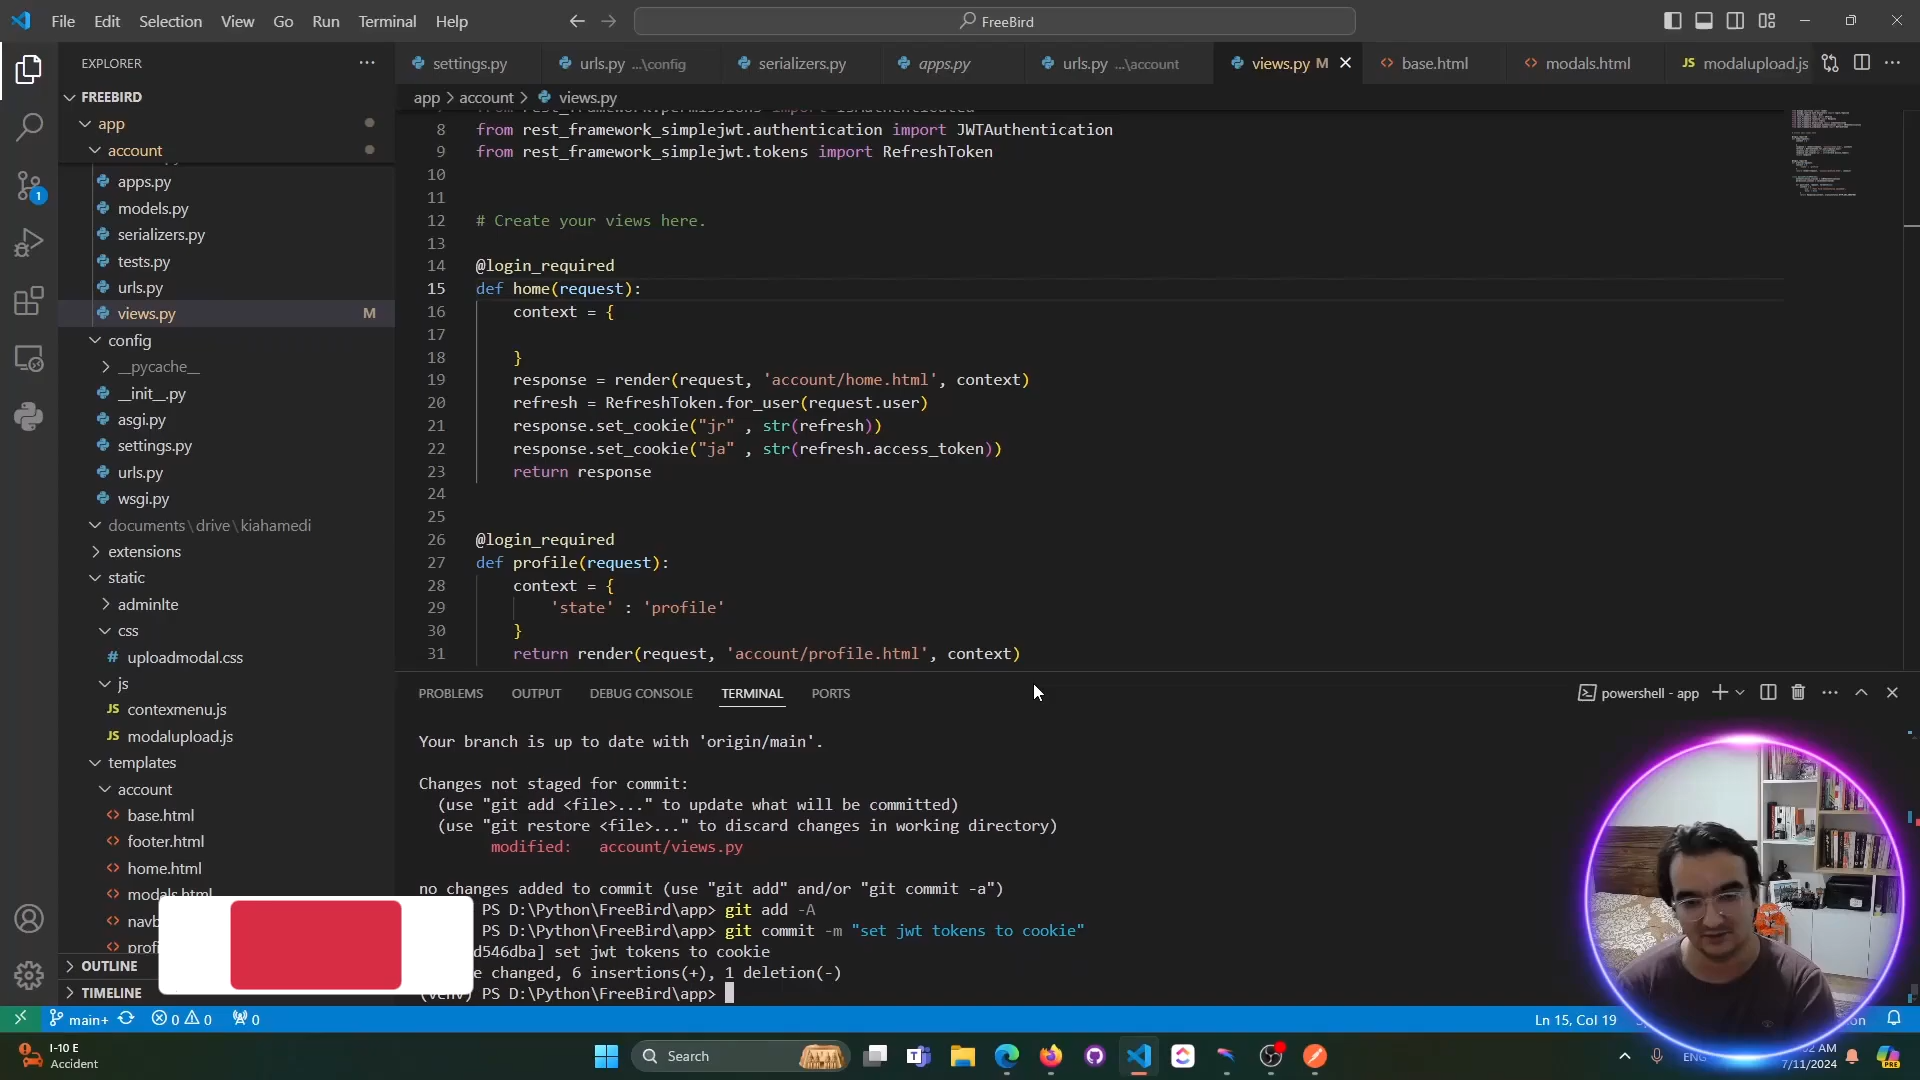 File Edit Selection View Go Run Terminal Help
FreeBird
EXPLORER
settings.py
urls.py ...\config
serializers.py
apps.py
urls.py ...\account
views.py M
base.html
modals.html
JS modalupload.js
FREEBIRD
app > account > views.py
app
account
apps.py
models.py
serializers.py
tests.py
urls.py
views.py M
config
__pycache__
__init__.py
asgi.py
settings.py
urls.py
wsgi.py
documents\drive\kiahamedi
extensions
static
adminlte
css
# uploadmodal.css
js
JS contexmenu.js
JS modalupload.js
templates
account
base.html
footer.html
home.html
modals.html
OUTLINE
TIMELINE
1
8 from rest_framework_simplejwt.authentication import JWTAuthentication
9 from rest_framework_simplejwt.tokens import RefreshToken
10
11
12 # Create your views here.
13
14 @login_required
15 def home(request):
16 context = {
17
18 }
19 response = render(request, 'account/home.html', context)
20 refresh = RefreshToken.for_user(request.user)
21 response.set_cookie("jr" , str(refresh))
22 response.set_cookie("ja" , str(refresh.access_token))
23 return response
24
25
26 @login_required
27 def profile(request):
28 context = {
29 'state' : 'profile'
30 }
31 return render(request, 'account/profile.html', context)
PROBLEMS OUTPUT DEBUG CONSOLE TERMINAL PORTS
powershell - app
Your branch is up to date with 'origin/main'.
Changes not staged for commit:
(use "git add <file>..." to update what will be committed)
(use "git restore <file>..." to discard changes in working directory)
modified: account/views.py
no changes added to commit (use "git add" and/or "git commit -a")
PS D:\Python\FreeBird\app> git add -A
PS D:\Python\FreeBird\app> git commit -m "set jwt tokens to cookie"
d546dba] set jwt tokens to cookie
changed, 6 insertions(+), 1 deletion(-)
(venv) PS D:\Python\FreeBird\app>
main+ 0 0 0
Ln 15, Col 19
I-10 E
Accident
Search
ENG
AM
7/11/2024
PRE